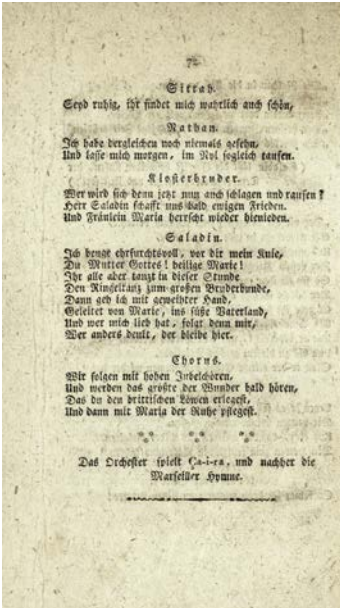 72
Sittah.
Seyd ruhig, ihr findet mich wahrlich auch schön,
Nathan.
Ich habe dergleichen noch niemals gesehn,
Und lasse mich morgen, im Nyl sogleich taufen.
Klosterbruder.
Wer wird sich denn jetzt nun auch schlagen und raufen?
Herr Saladin schafft uns bald ewigen Frieden.
Und Fräulein Maria herrscht wieder hienieden.
Saladin.
Ich beuge ehrfurchtsvoll, vor dir mein Knie,
Du Mutter Gottes! heilige Marie!
Ihr alle aber tanzt in dieser Stunde
Den Ringeltanz zum großen Bruderbunde,
Dann geh ich mit geweihter Hand,
Geleitet von Marie, ins süße Vaterland,
Und wer mich lieb hat, folgt denn mir,
Wer anders denkt, der bleibe hier.
Chorus.
Wir folgen mit hohen Jubelchören.
Und werden das größte der Wunder bald hören,
Das du den brittischen Löwen erlegest,
Und dann mit Maria der Ruhe pflegest.
Das Orchester spielt Ça-i-ra, und nachher die
Marseiller Hymne.